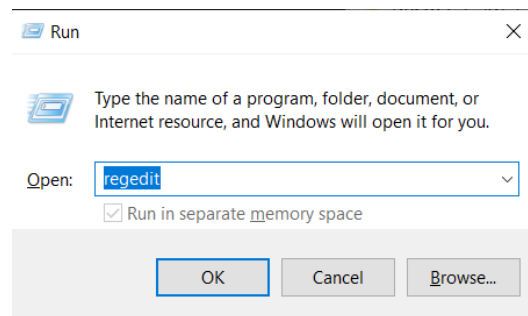 Run
Type the name of a program, folder, document, or
Internet resource, and Windows will open it for you.
Open: regedit
Run in separate memory space
OK Cancel Browse...